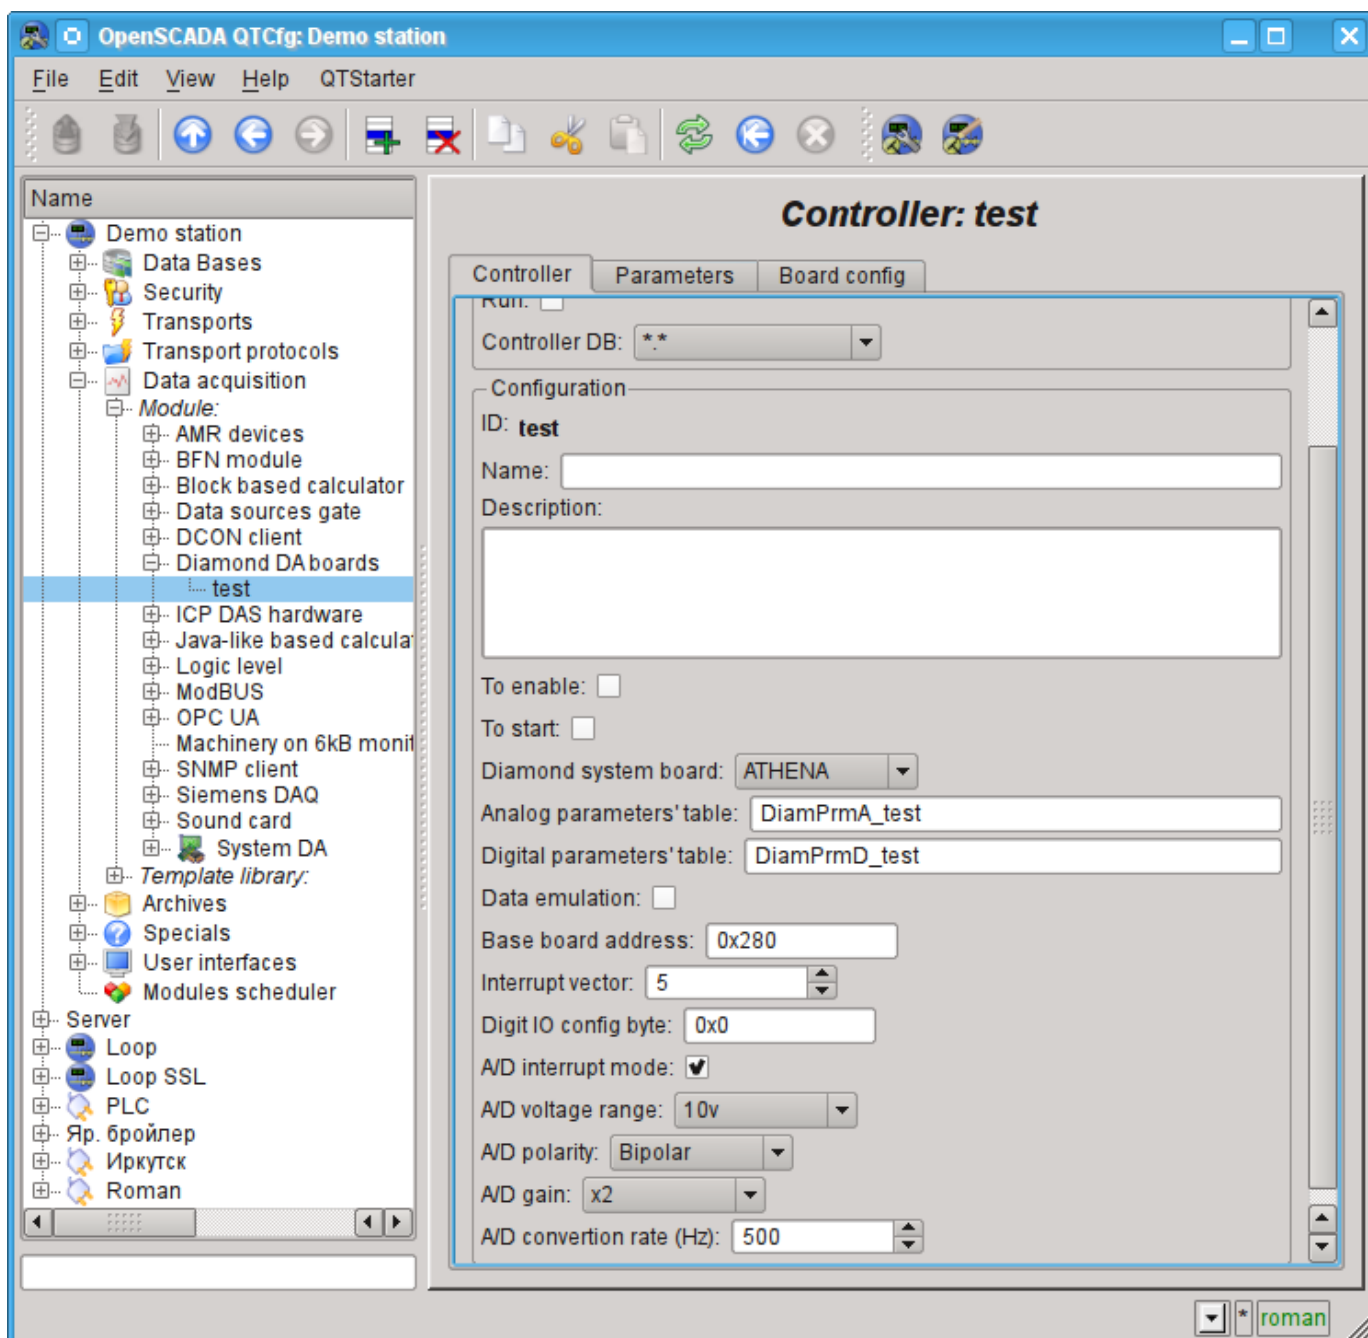 OpenSCADA QTCfg: Demo station
File Edit View Help QTStarter
Name
Demo station
Data Bases
Security
Transports
Transport protocols
Data acquisition
Module:
AMR devices
BFN module
Block based calculator
Data sources gate
DCON client
Diamond DA boards
test
ICP DAS hardware
Java-like based calcula
Logic level
ModBUS
OPC UA
Machinery on 6kB monit
SNMP client
Siemens DAQ
Sound card
System DA
Template library:
Archives
Specials
User interfaces
Modules scheduler
Server
Loop
Loop SSL
PLC
Яр. бройлер
Иркутск
Roman
Controller: test
Controller Parameters Board config
Run:
Controller DB: *.*
Configuration
ID: test
Name:
Description:
To enable:
To start:
Diamond system board: ATHENA
Analog parameters' table: DiamPrmA_test
Digital parameters' table: DiamPrmD_test
Data emulation:
Base board address: 0x280
Interrupt vector: 5
Digit IO config byte: 0x0
A/D interrupt mode:
A/D voltage range: 10v
A/D polarity: Bipolar
A/D gain: x2
A/D convertion rate (Hz): 500
* roman